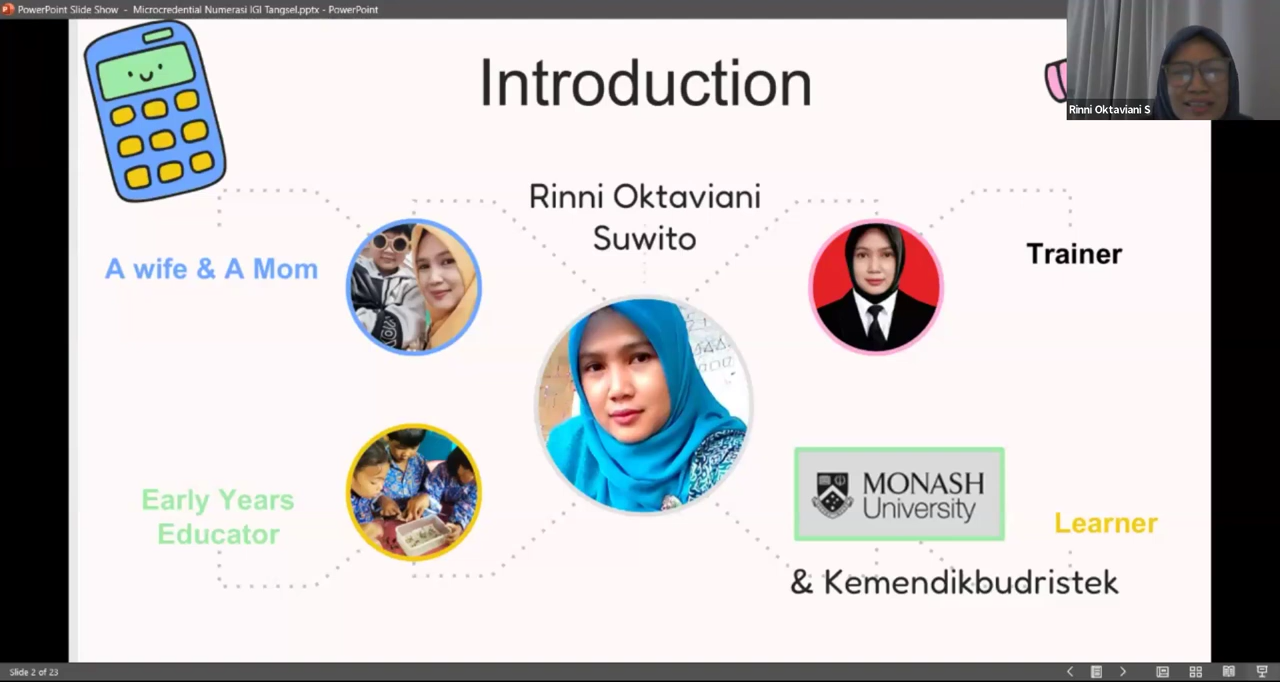 PowerPoint Slide Show - Microcredential Numerasi IGI Tangsel.pptx - PowerPoint
Introduction
Rinni Oktaviani S
Rinni Oktaviani
Suwito
A wife & A Mom
Trainer
Early Years
Educator
MONASH
University
Learner
& Kemendikbudristek
Slide 2 of 23